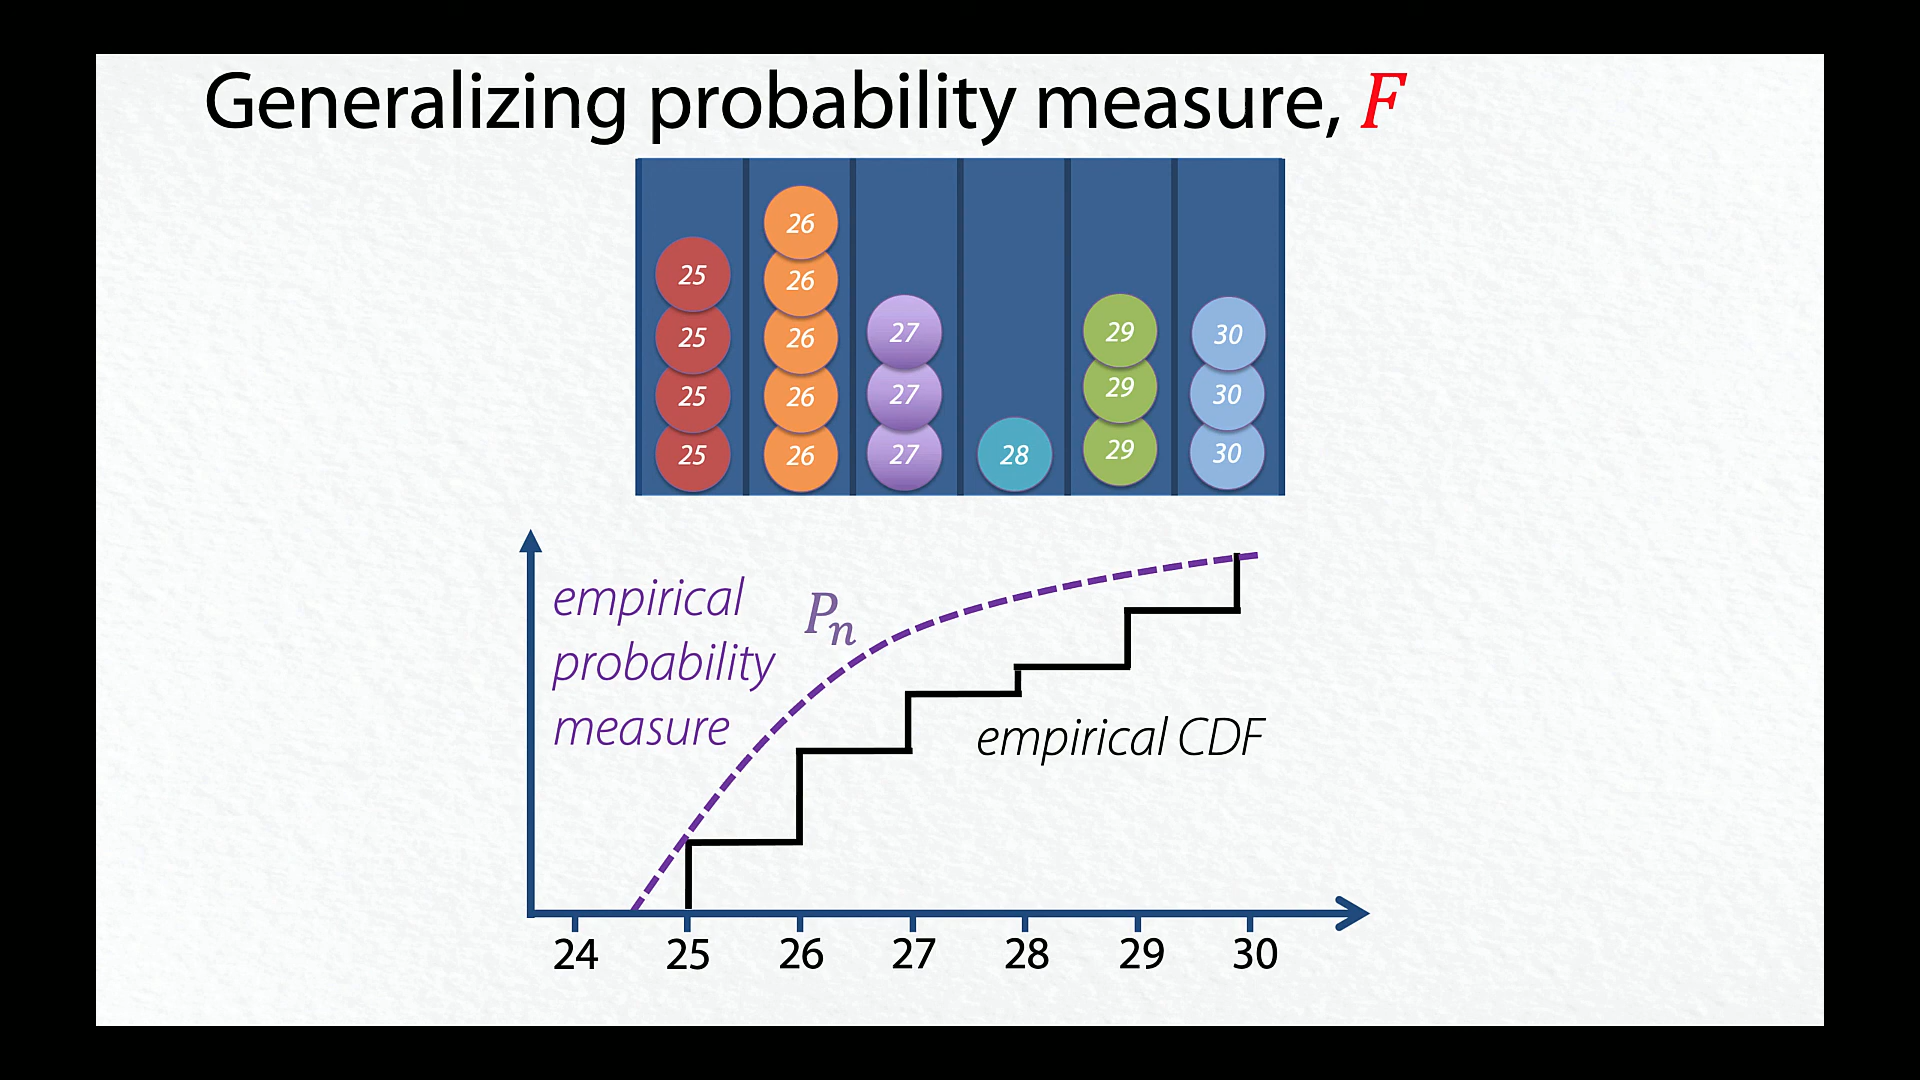 Generalizing probability measure, F
26
25 26
25 26 27 29 30
25 26 27 29 30
25 26 27 28 29 30
empirical
probability
measure
P_n
empirical CDF
24 25 26 27 28 29 30